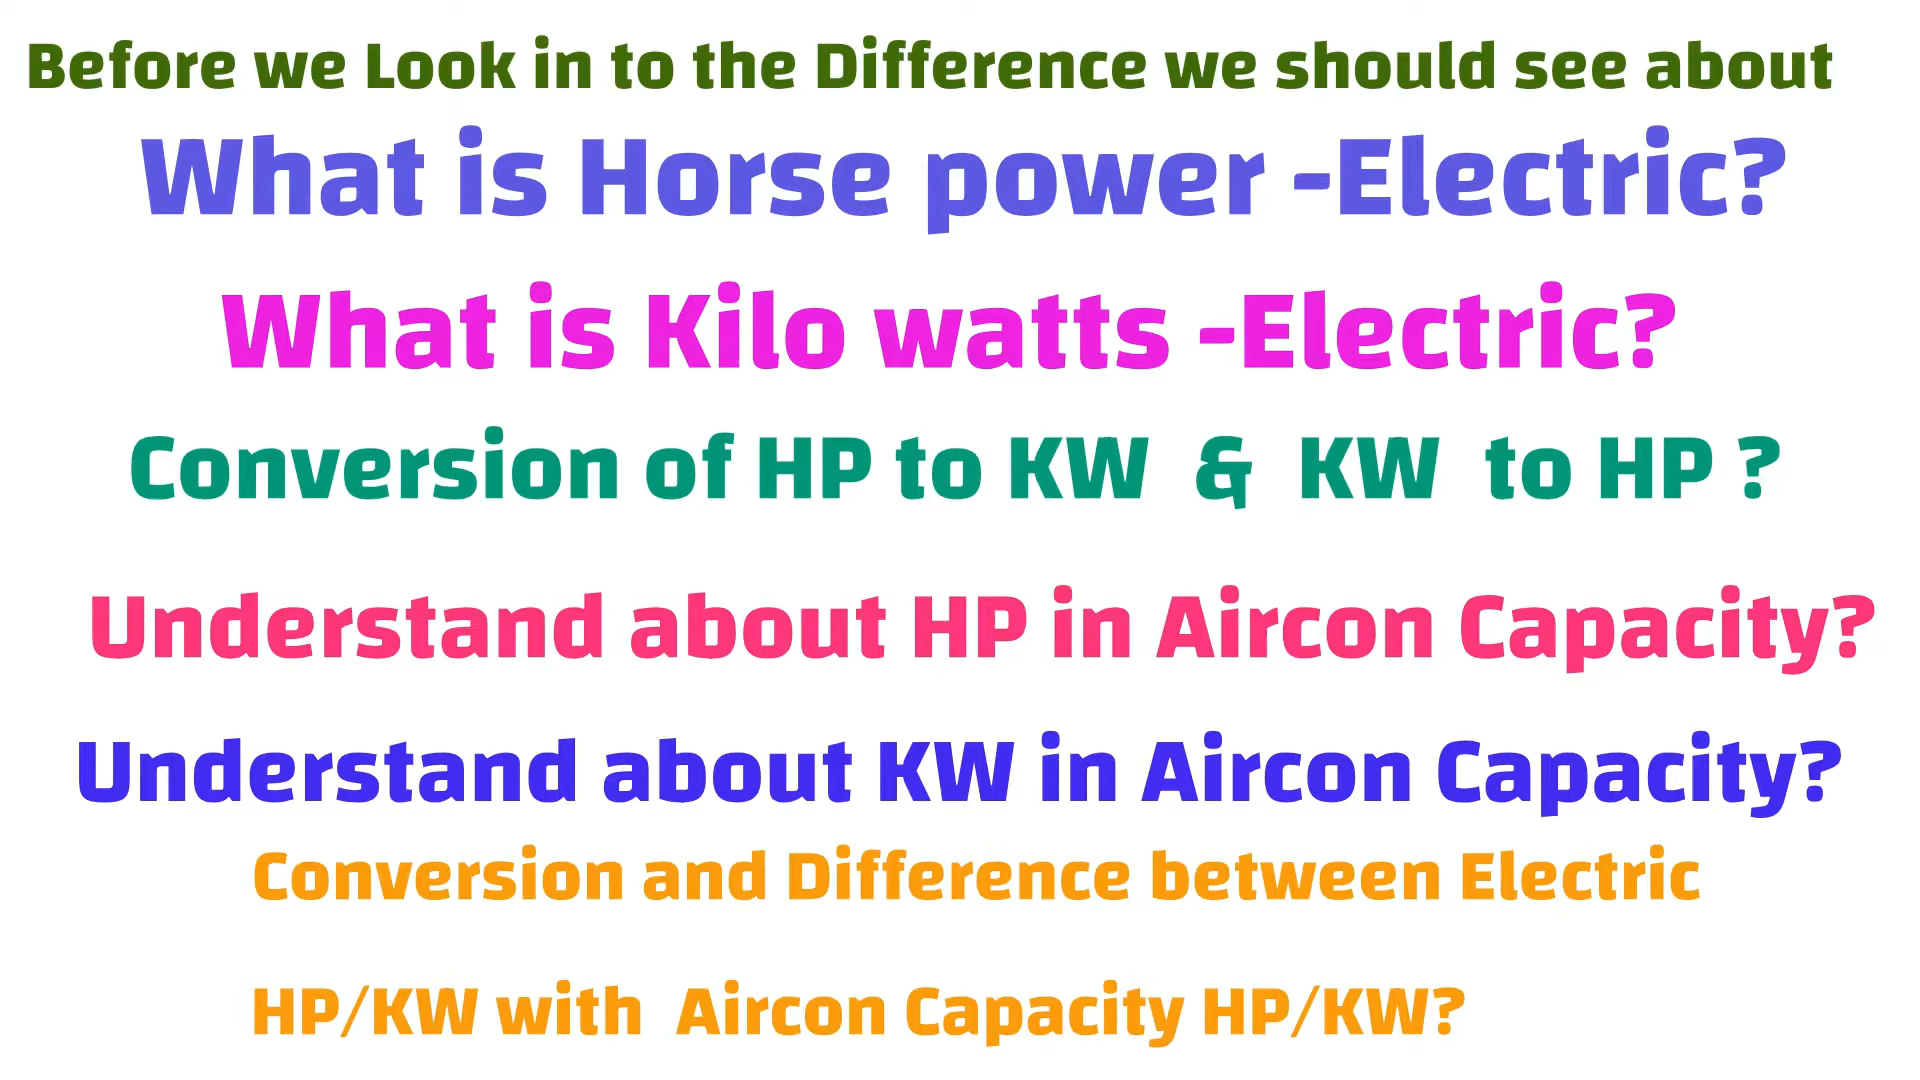 Before we Look in to the Difference we should see about
What is Horse power -Electric?
What is Kilo watts -Electric?
Conversion of HP to KW & KW to HP ?
Understand about HP in Aircon Capacity?
Understand about KW in Aircon Capacity?
Conversion and Difference between Electric
HP/KW with Aircon Capacity HP/KW?